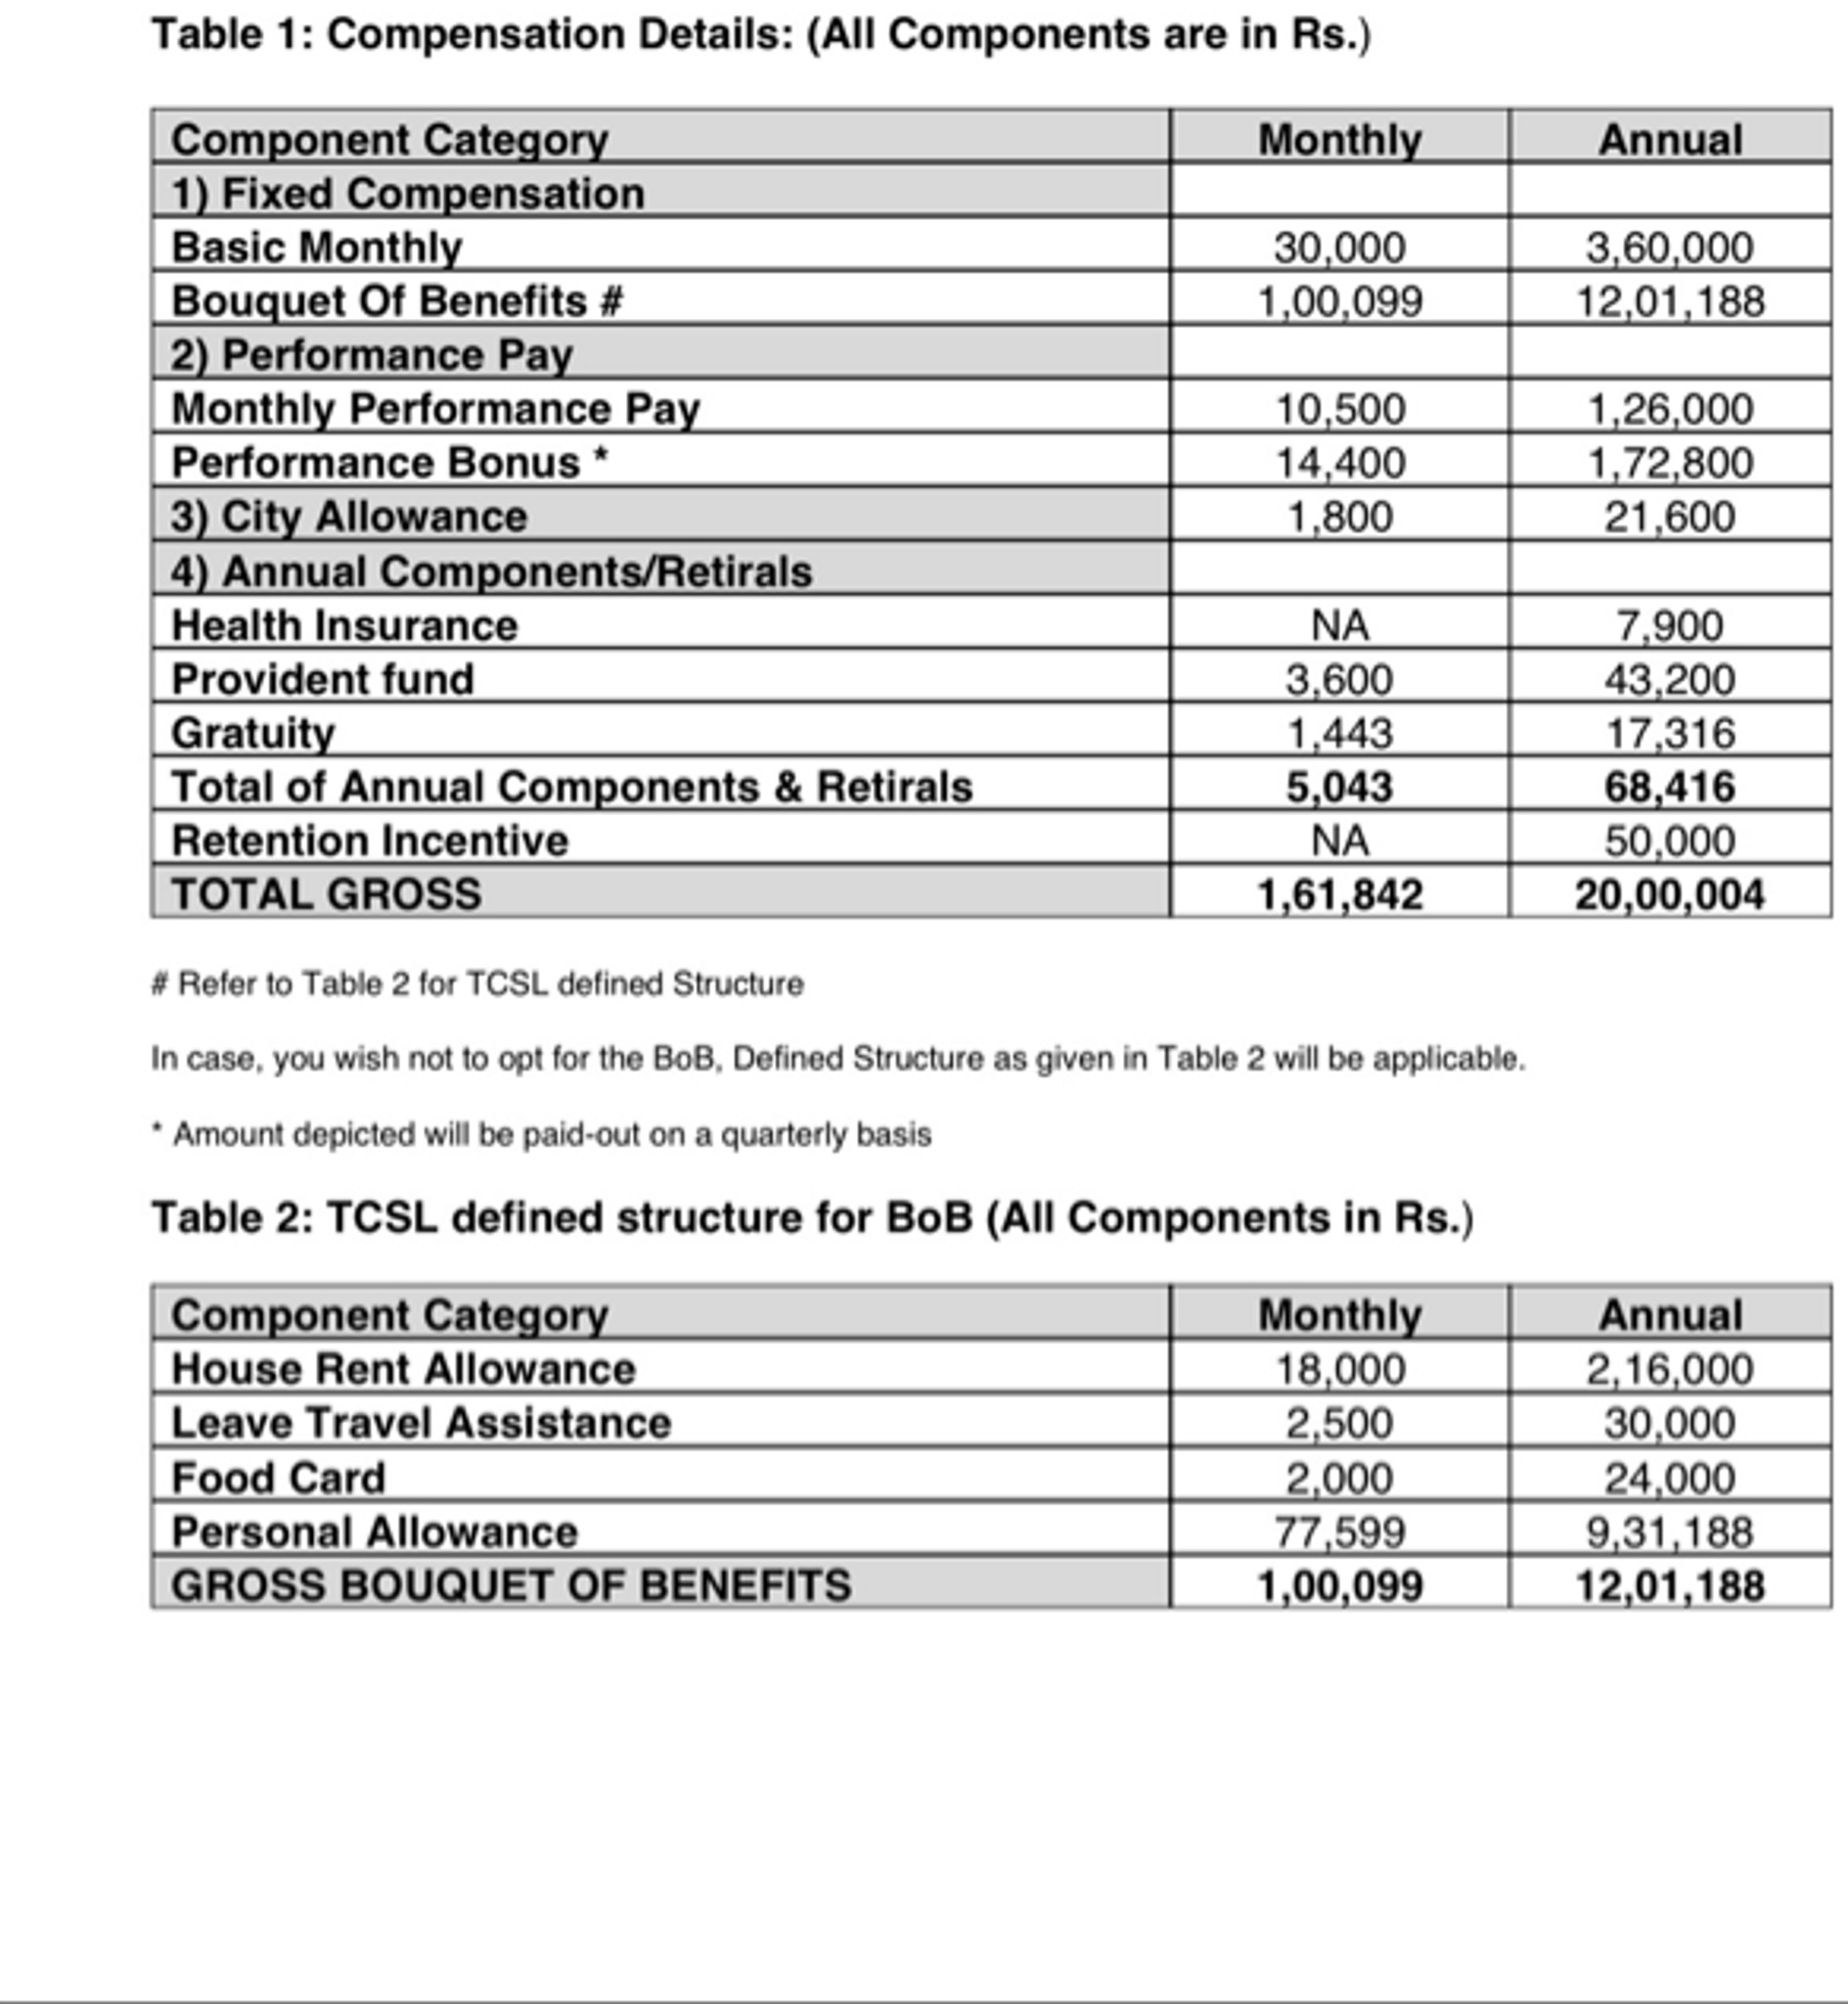 Table 1: Compensation Details: (All Components are in Rs.)
Component Category Monthly Annual
1) Fixed Compensation
Basic Monthly 30,000 3,60,000
Bouquet Of Benefits # 1,00,099 12,01,188
2) Performance Pay
Monthly Performance Pay 10,500 1,26,000
Performance Bonus * 14,400 1,72,800
3) City Allowance 1,800 21,600
4) Annual Components/Retirals
Health Insurance NA 7,900
Provident fund 3,600 43,200
Gratuity 1,443 17,316
Total of Annual Components & Retirals 5,043 68,416
Retention Incentive NA 50,000
TOTAL GROSS 1,61,842 20,00,004
# Refer to Table 2 for TCSL defined Structure
In case, you wish not to opt for the BoB, Defined Structure as given in Table 2 will be applicable.
* Amount depicted will be paid-out on a quarterly basis
Table 2: TCSL defined structure for BoB (All Components in Rs.)
Component Category Monthly Annual
House Rent Allowance 18,000 2,16,000
Leave Travel Assistance 2,500 30,000
Food Card 2,000 24,000
Personal Allowance 77,599 9,31,188
GROSS BOUQUET OF BENEFITS 1,00,099 12,01,188